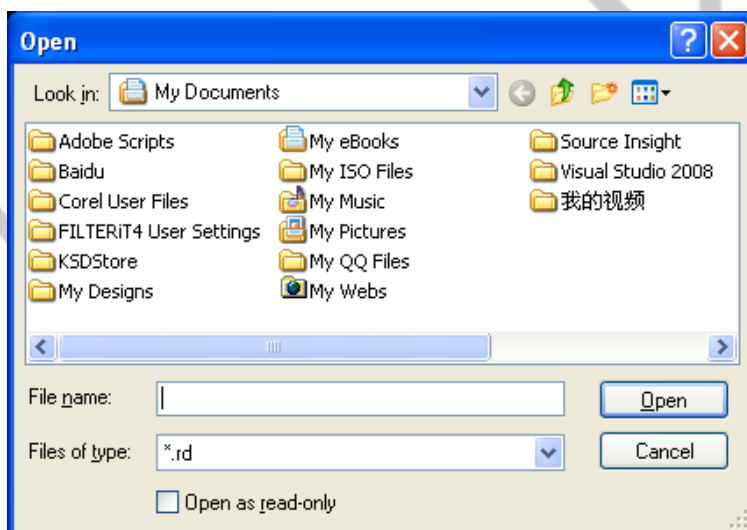 Open
Look in: My Documents
Adobe Scripts My eBooks Source Insight
Baidu My ISO Files Visual Studio 2008
Corel User Files My Music 我的视频
FILTERiT4 User Settings My Pictures
KSDStore My QQ Files
My Designs My Webs
File name: Open
Files of type: *.rd Cancel
Open as read-only